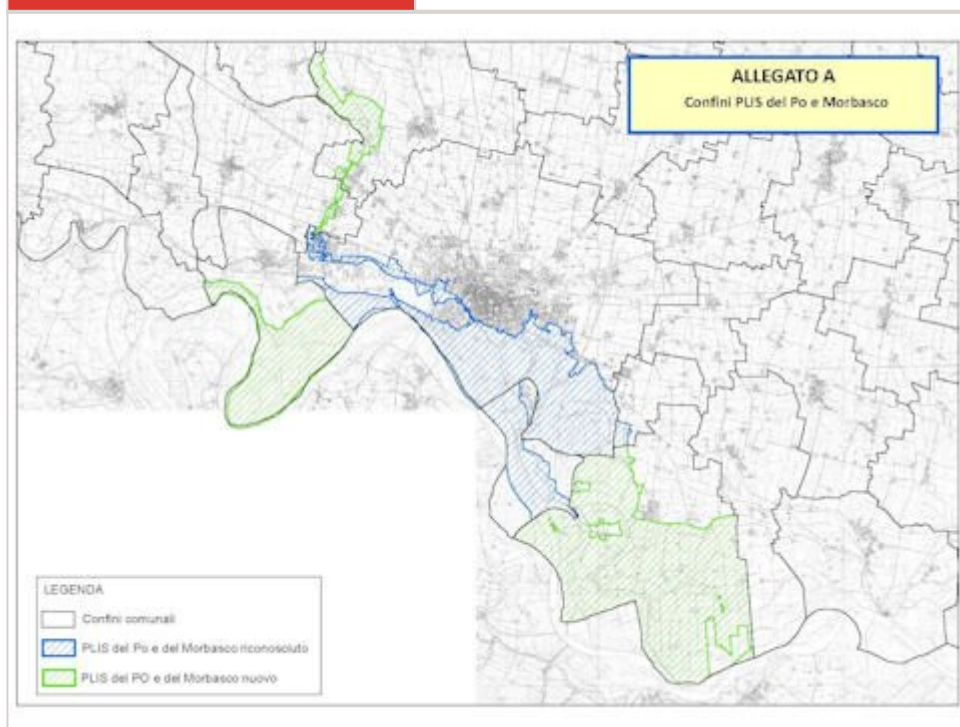 ALLEGATO A
Confini PLIS del Po e Morbasco
LEGENDA
Confini comunali
PLIS del Po e del Morbasco riconosciuto
PLIS del PO e del Morbasco nuovo